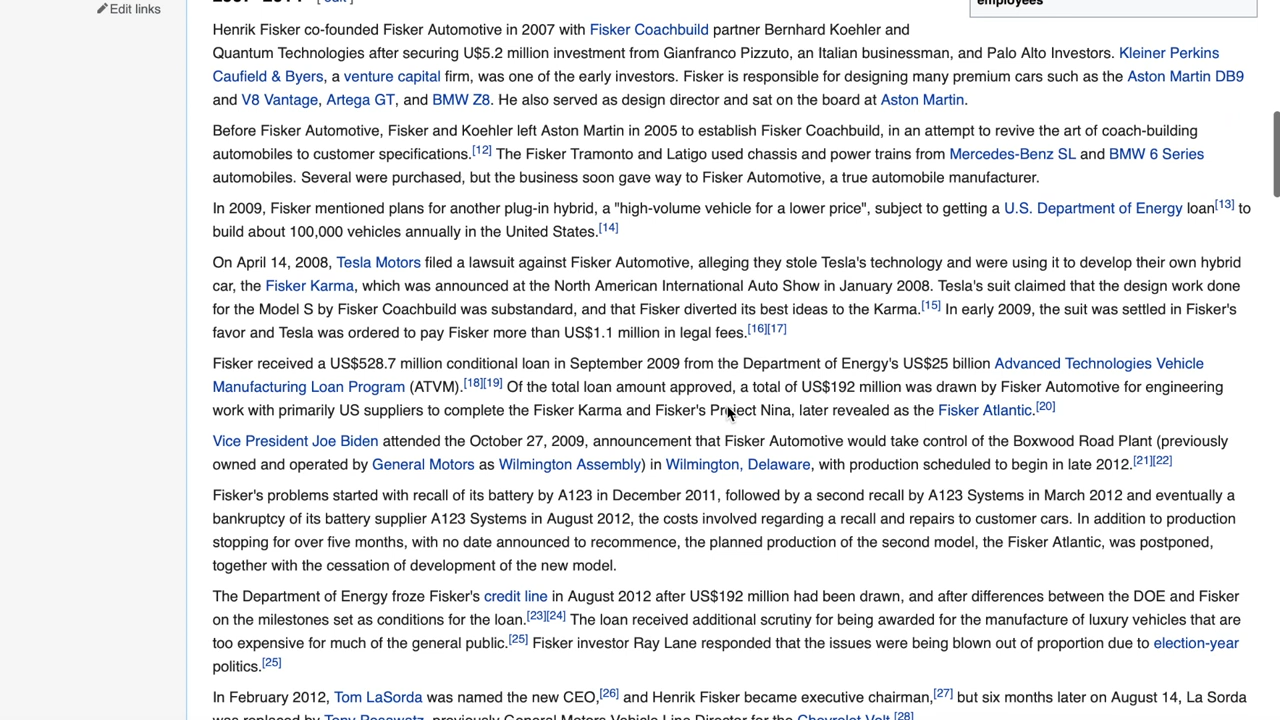 Edit links
2007–2014 [ edit ]
employees
Henrik Fisker co-founded Fisker Automotive in 2007 with Fisker Coachbuild partner Bernhard Koehler and
Quantum Technologies after securing U$5.2 million investment from Gianfranco Pizzuto, an Italian businessman, and Palo Alto Investors. Kleiner Perkins
Caufield & Byers, a venture capital firm, was one of the early investors. Fisker is responsible for designing many premium cars such as the Aston Martin DB9
and V8 Vantage, Artega GT, and BMW Z8. He also served as design director and sat on the board at Aston Martin.
Before Fisker Automotive, Fisker and Koehler left Aston Martin in 2005 to establish Fisker Coachbuild, in an attempt to revive the art of coach-building
automobiles to customer specifications.[12] The Fisker Tramonto and Latigo used chassis and power trains from Mercedes-Benz SL and BMW 6 Series
automobiles. Several were purchased, but the business soon gave way to Fisker Automotive, a true automobile manufacturer.
In 2009, Fisker mentioned plans for another plug-in hybrid, a "high-volume vehicle for a lower price", subject to getting a U.S. Department of Energy loan[13] to
build about 100,000 vehicles annually in the United States.[14]
On April 14, 2008, Tesla Motors filed a lawsuit against Fisker Automotive, alleging they stole Tesla's technology and were using it to develop their own hybrid
car, the Fisker Karma, which was announced at the North American International Auto Show in January 2008. Tesla's suit claimed that the design work done
for the Model S by Fisker Coachbuild was substandard, and that Fisker diverted its best ideas to the Karma.[15] In early 2009, the suit was settled in Fisker's
favor and Tesla was ordered to pay Fisker more than US$1.1 million in legal fees.[16][17]
Fisker received a US$528.7 million conditional loan in September 2009 from the Department of Energy's US$25 billion Advanced Technologies Vehicle
Manufacturing Loan Program (ATVM).[18][19] Of the total loan amount approved, a total of US$192 million was drawn by Fisker Automotive for engineering
work with primarily US suppliers to complete the Fisker Karma and Fisker's Project Nina, later revealed as the Fisker Atlantic.[20]
Vice President Joe Biden attended the October 27, 2009, announcement that Fisker Automotive would take control of the Boxwood Road Plant (previously
owned and operated by General Motors as Wilmington Assembly) in Wilmington, Delaware, with production scheduled to begin in late 2012.[21][22]
Fisker's problems started with recall of its battery by A123 in December 2011, followed by a second recall by A123 Systems in March 2012 and eventually a
bankruptcy of its battery supplier A123 Systems in August 2012, the costs involved regarding a recall and repairs to customer cars. In addition to production
stopping for over five months, with no date announced to recommence, the planned production of the second model, the Fisker Atlantic, was postponed,
together with the cessation of development of the new model.
The Department of Energy froze Fisker's credit line in August 2012 after US$192 million had been drawn, and after differences between the DOE and Fisker
on the milestones set as conditions for the loan.[23][24] The loan received additional scrutiny for being awarded for the manufacture of luxury vehicles that are
too expensive for much of the general public.[25] Fisker investor Ray Lane responded that the issues were being blown out of proportion due to election-year
politics.[25]
In February 2012, Tom LaSorda was named the new CEO,[26] and Henrik Fisker became executive chairman,[27] but six months later on August 14, La Sorda
was replaced by Tony Posawatz, previously General Motors Vehicle Line Director for the Chevrolet Volt.[28]